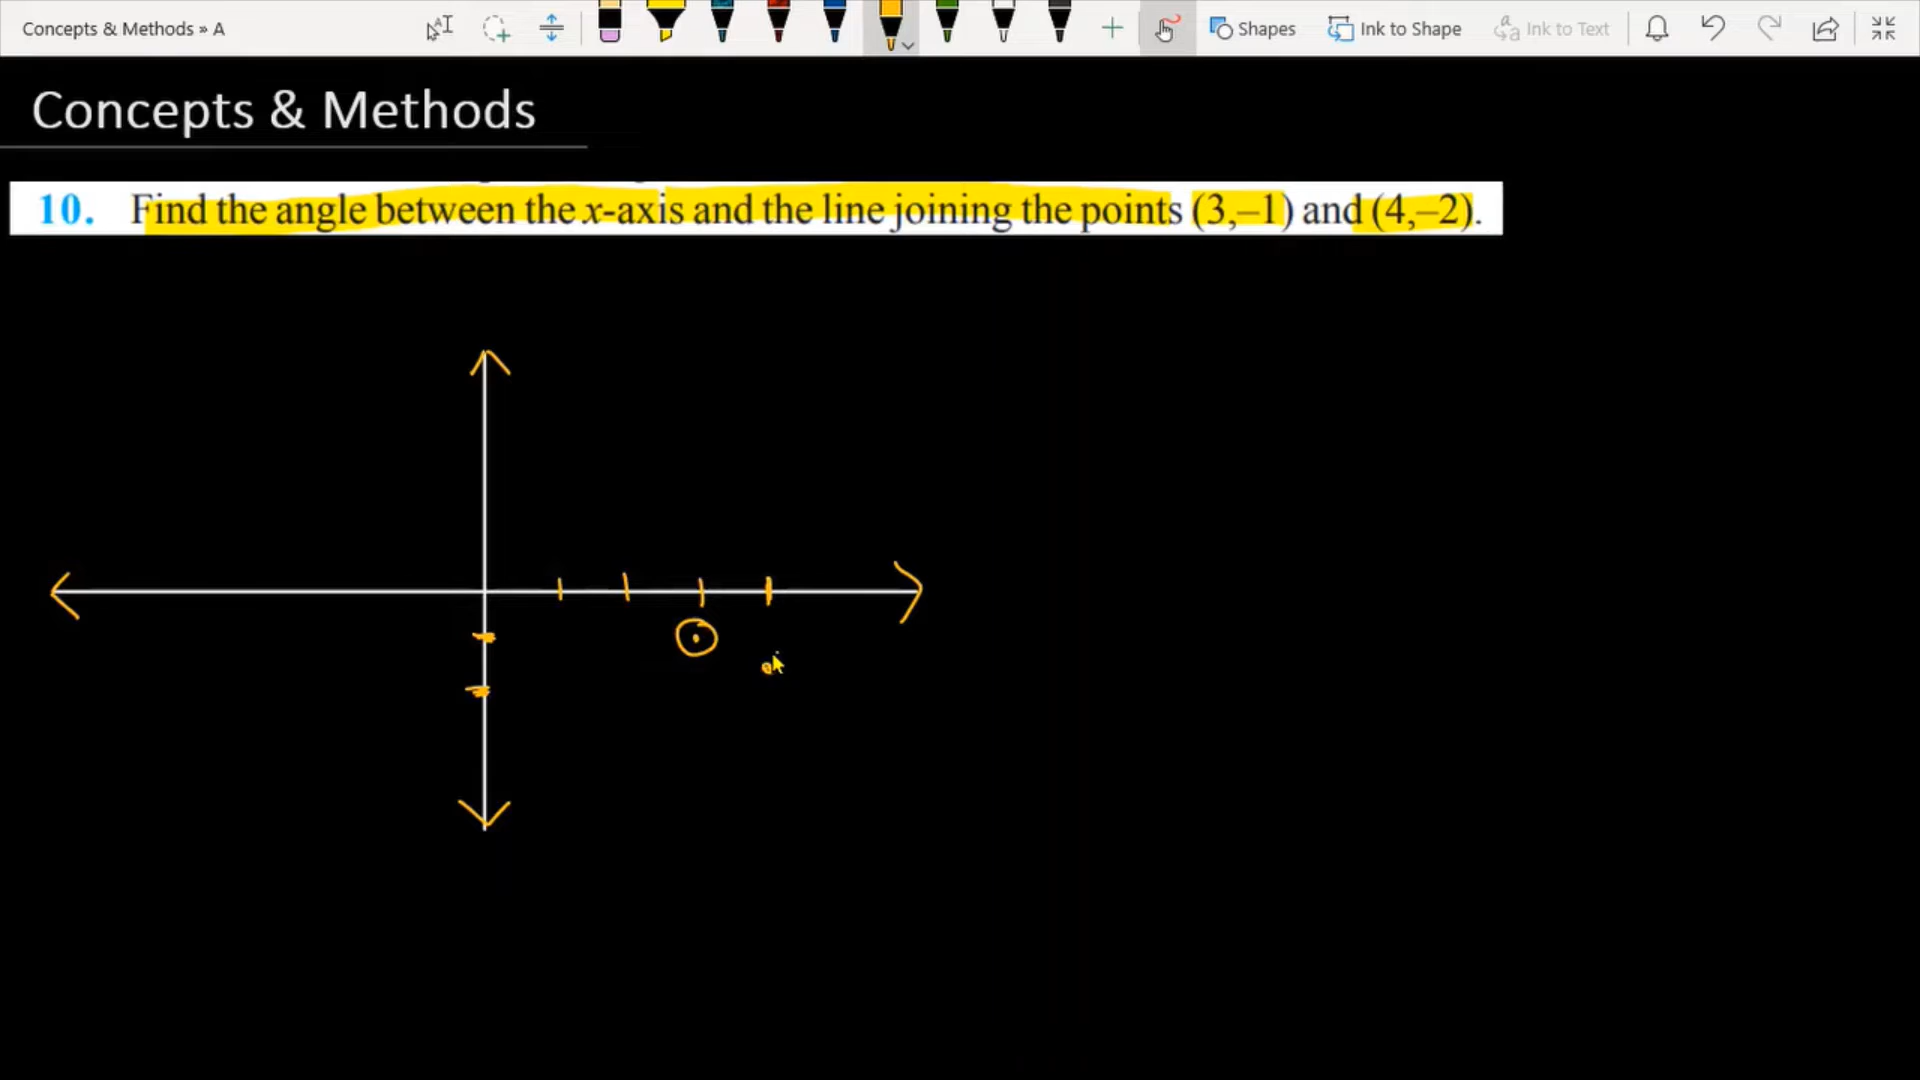 Concepts & Methods » A
Shapes
Ink to Shape
Ink to Text
Concepts & Methods
10. Find the angle between the x-axis and the line joining the points (3,–1) and (4,–2).